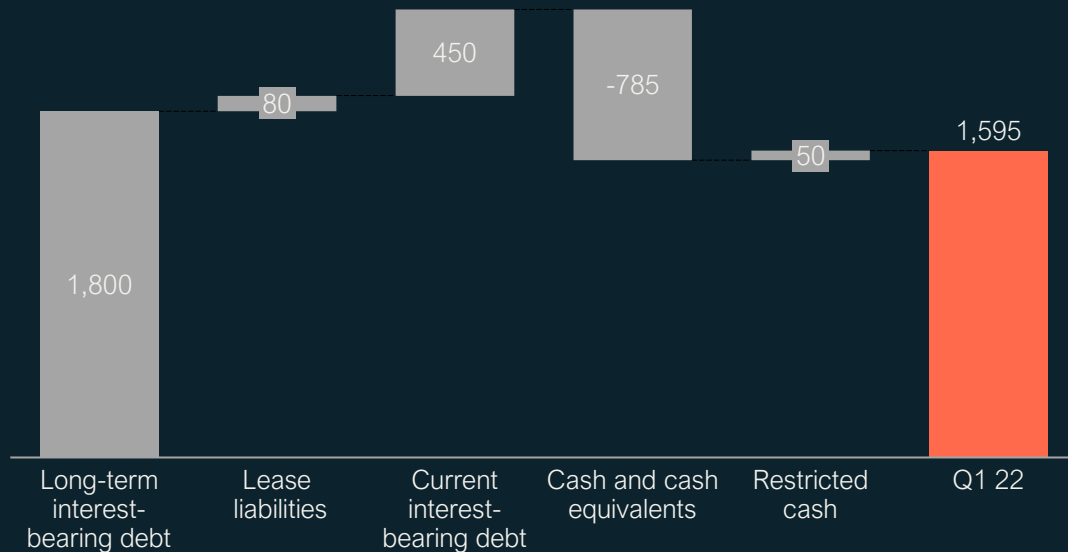 450
-785
80
1,595
50
1,800
Long-term
interest-
bearing debt
Lease
liabilities
Current
interest-
bearing debt
Cash and cash
equivalents
Restricted
cash
Q1 22